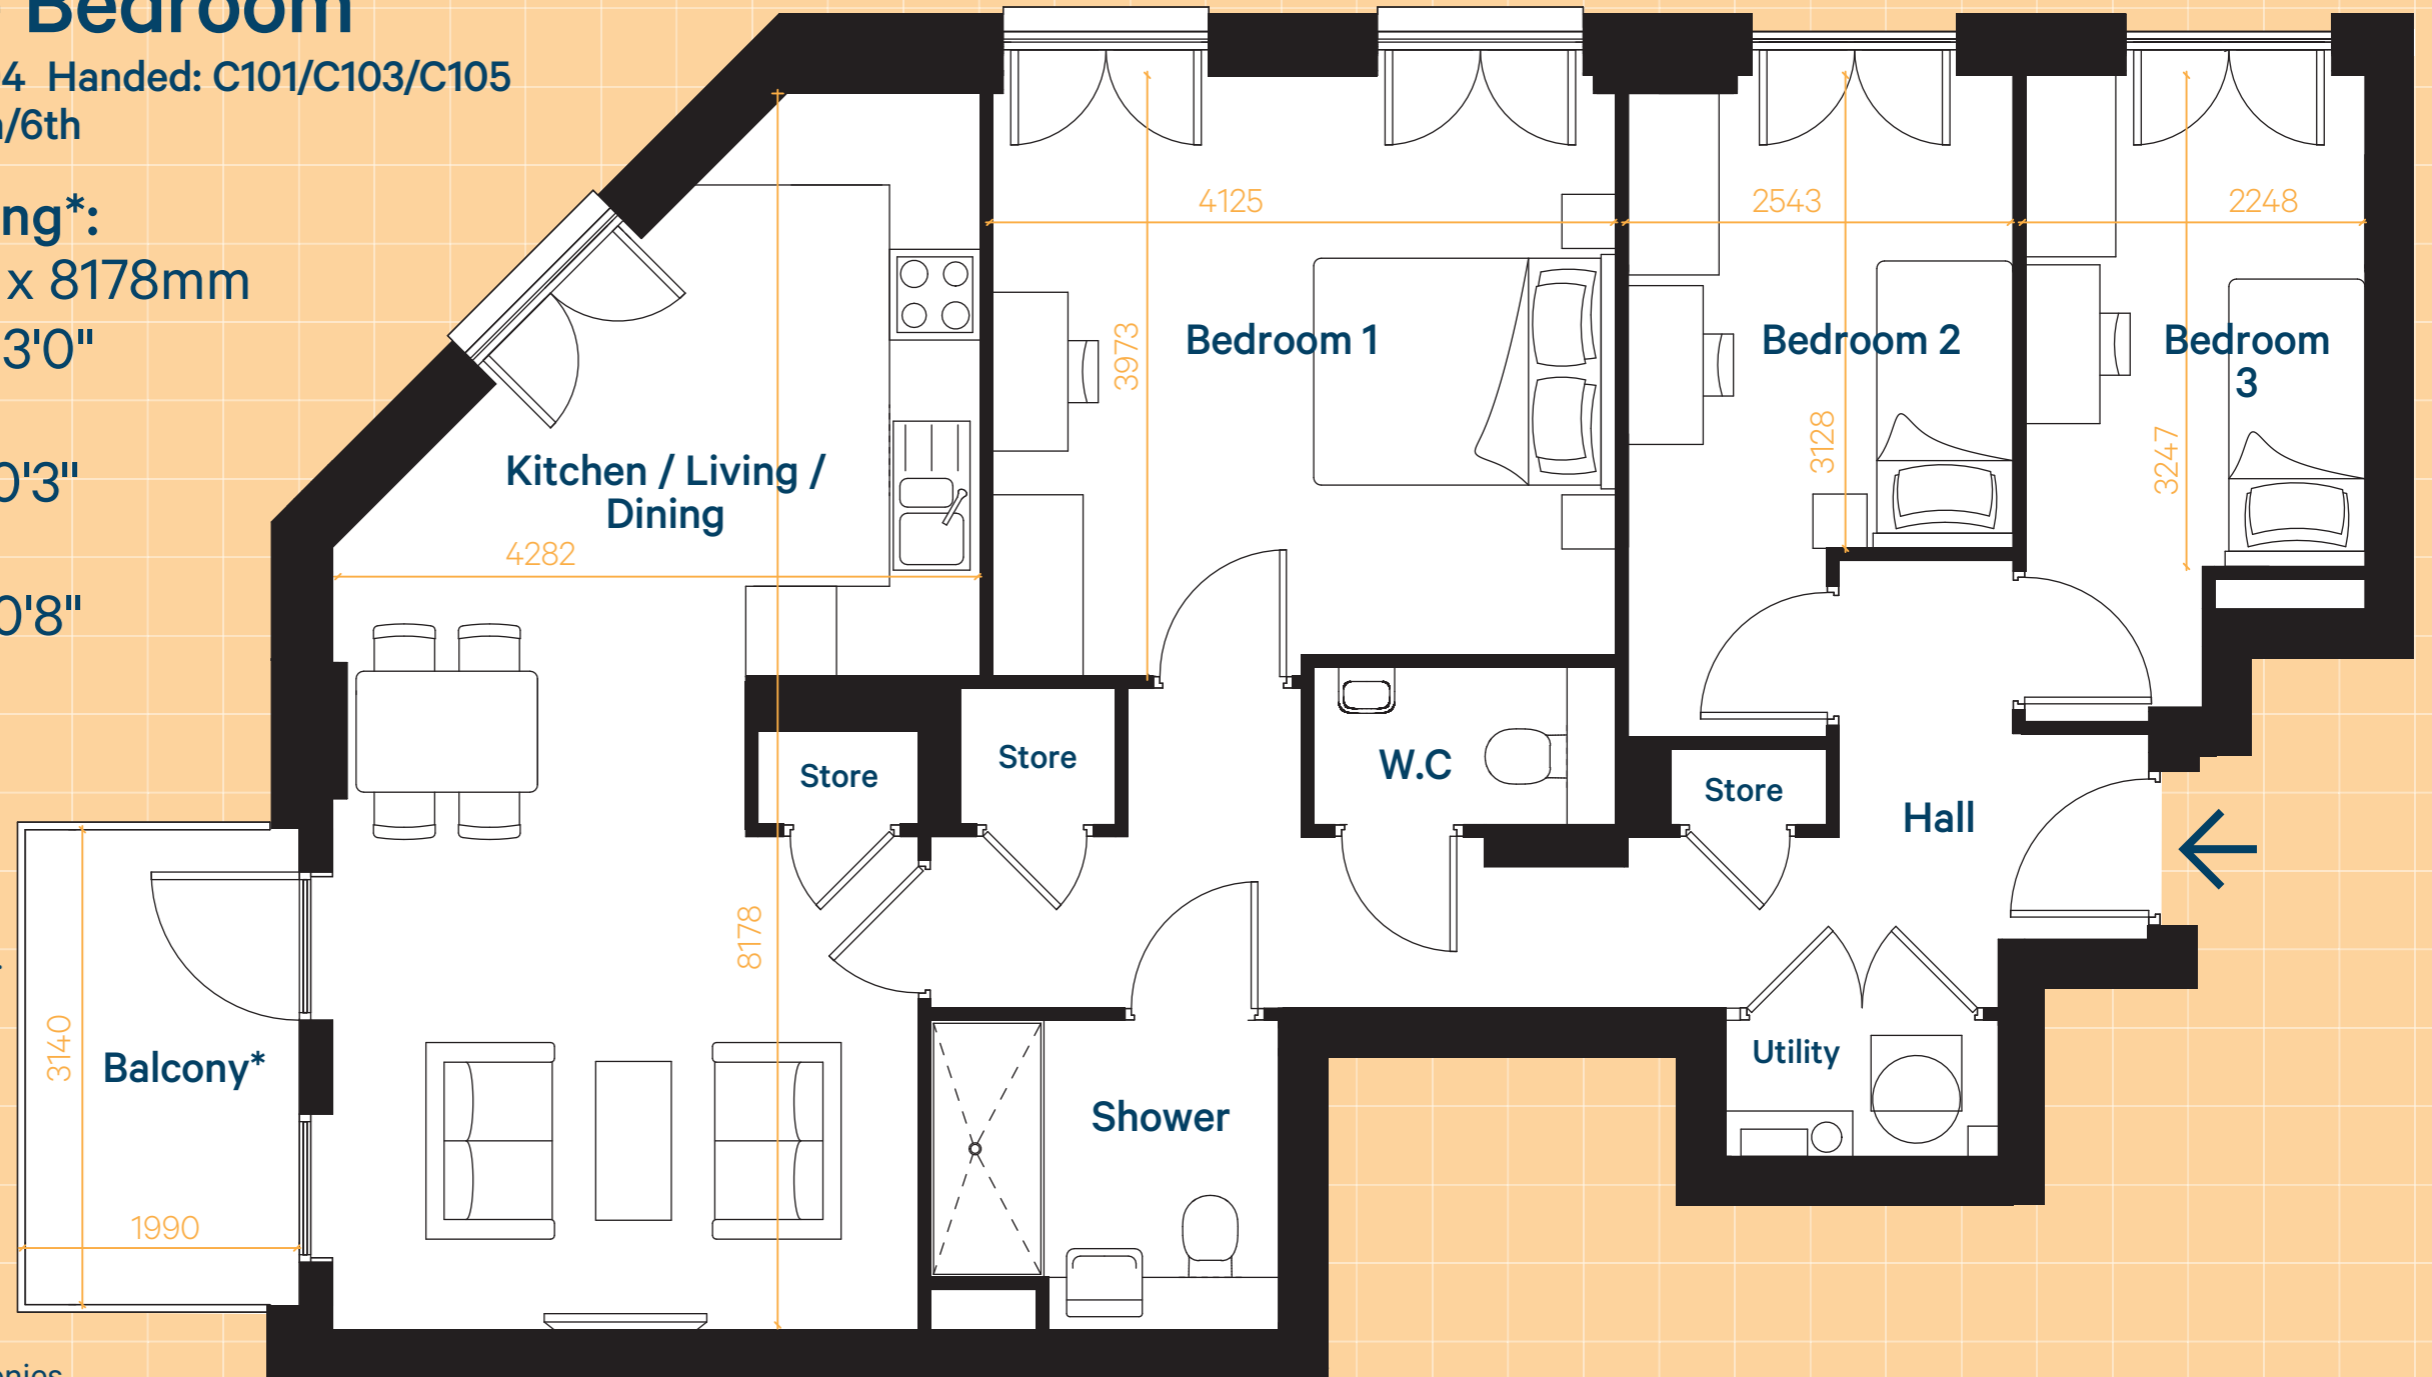 Bedroom
4 Handed: C101/C103/C105
/6th
ng*:
x 8178mm
3'0"
0'3"
0'8"
4125
2543
2248
3973
Bedroom 1
Bedroom 2
Bedroom
3
3128
3247
Kitchen / Living /
Dining
4282
Store
Store
W.C
Store
Hall
8178
3140
Balcony*
1990
Shower
Utility